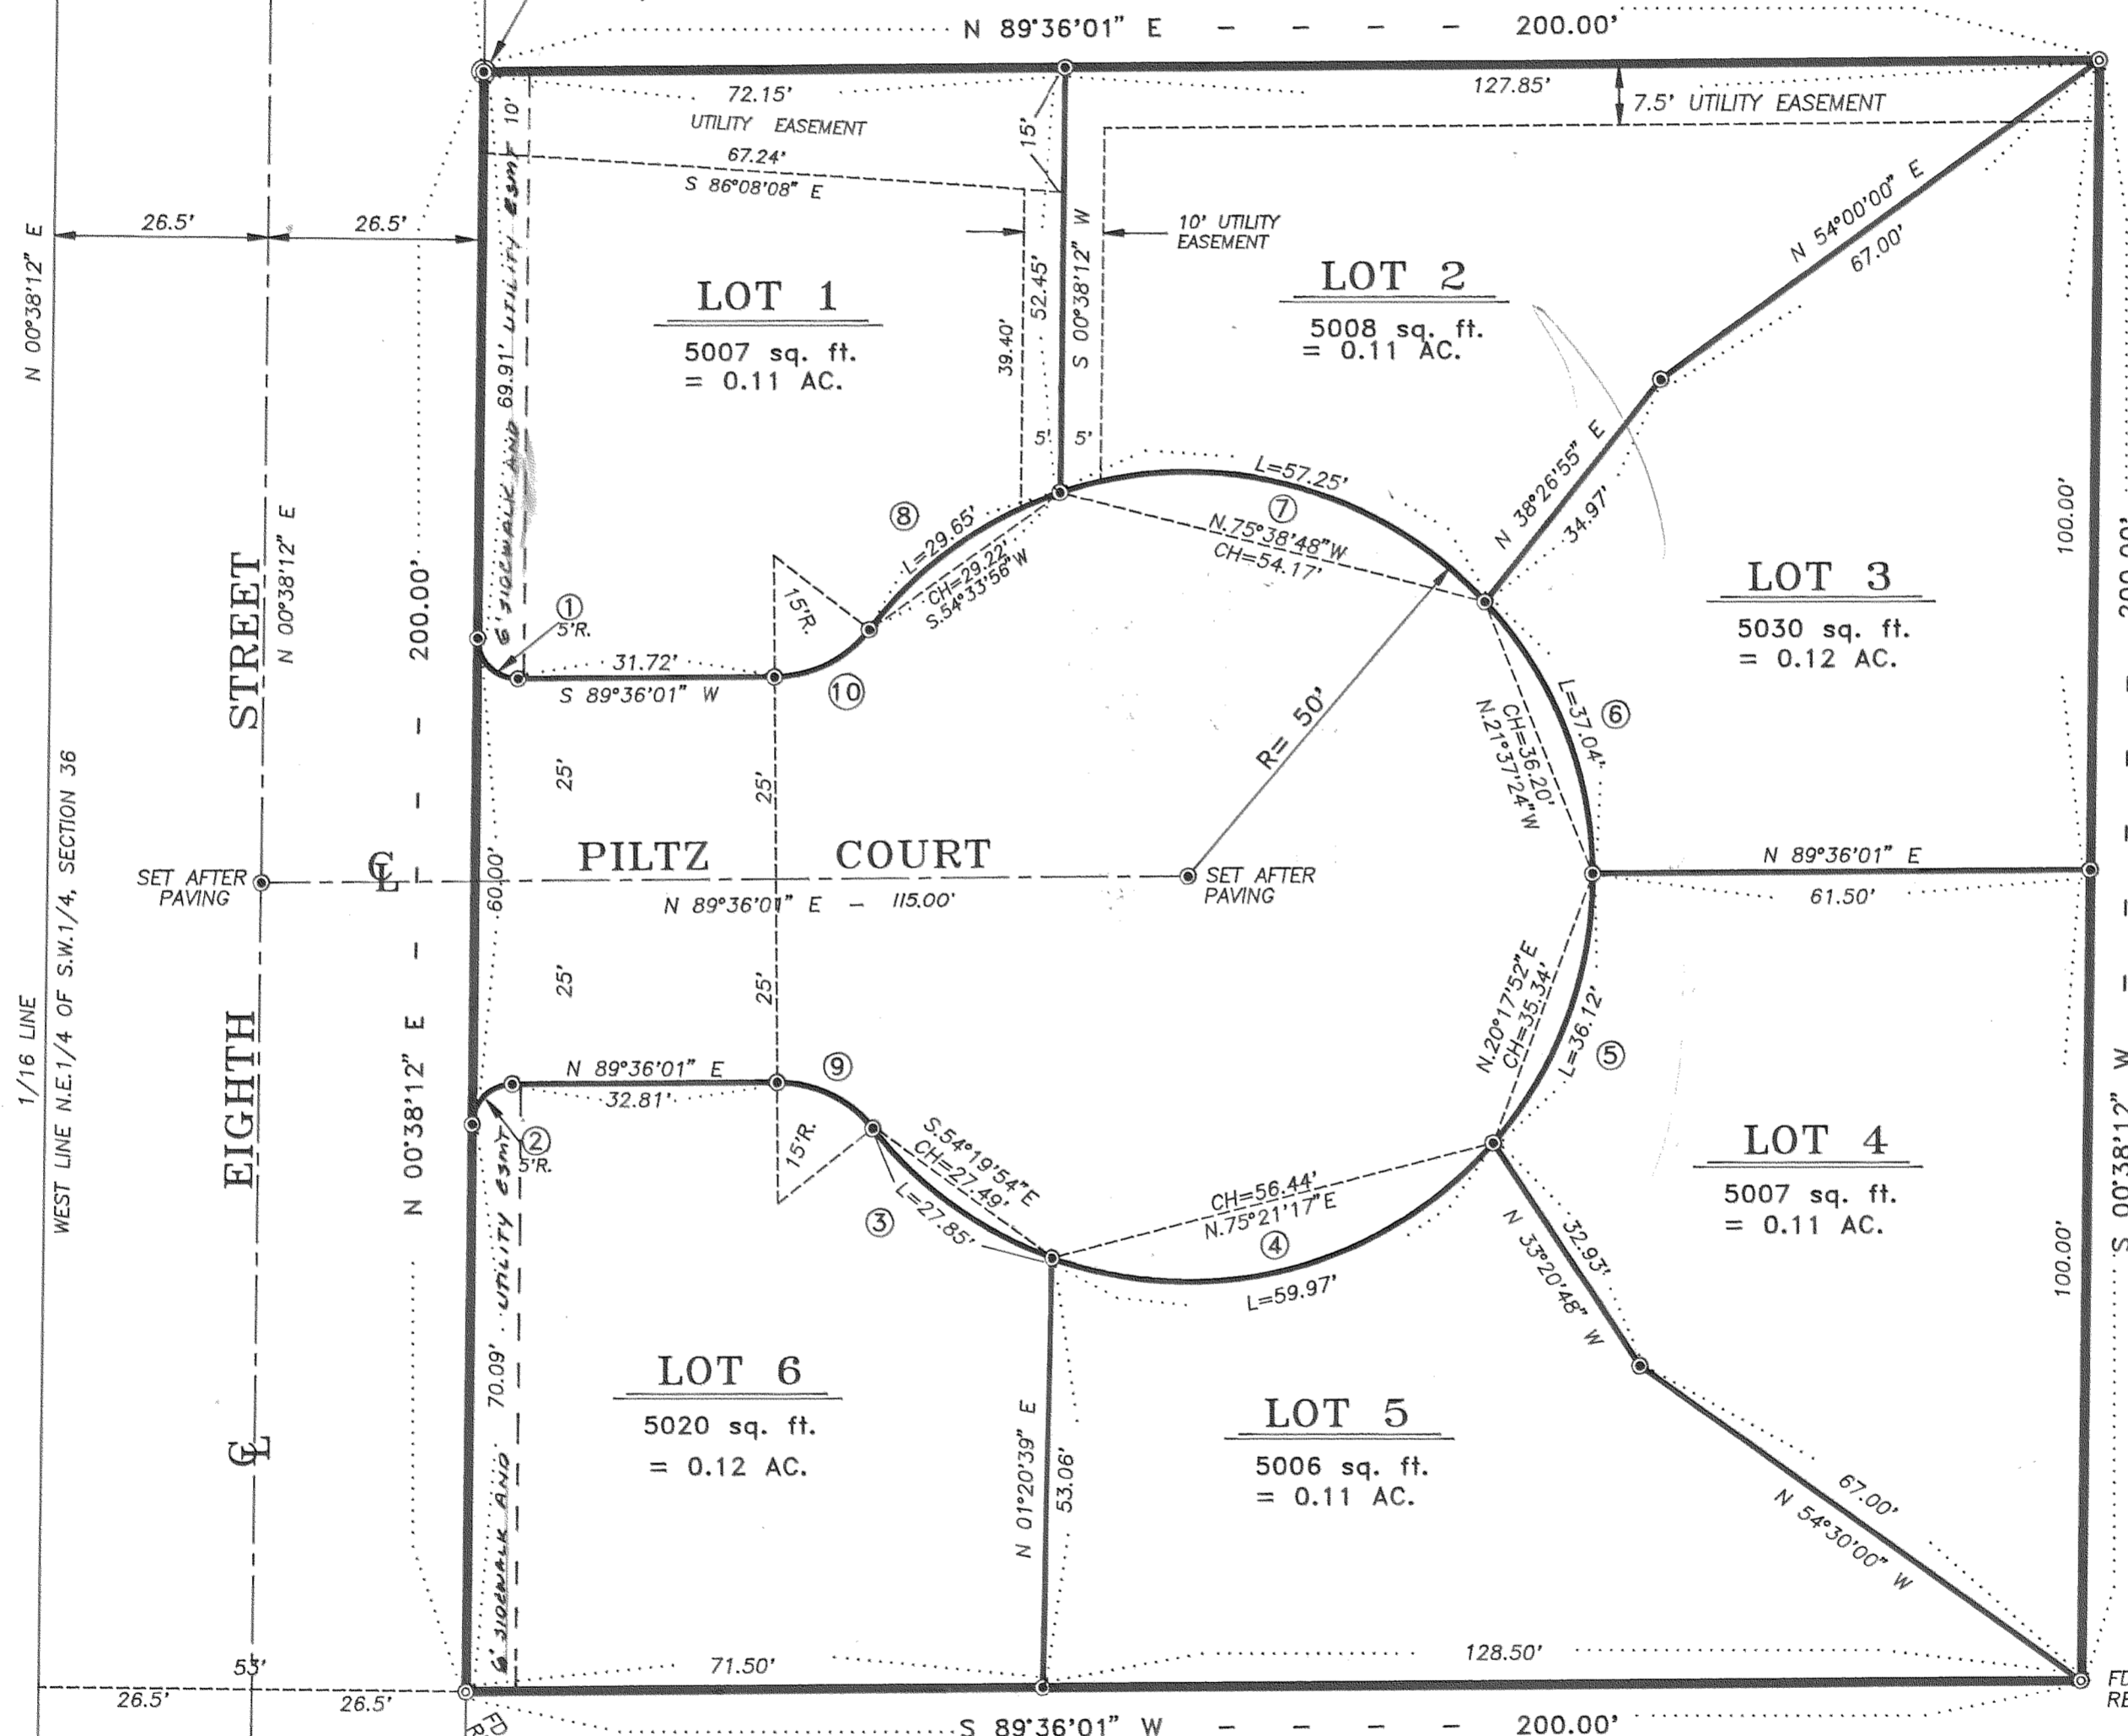 N 89°36'01" E - - - - 200.00'
72.15'
127.85'
UTILITY EASEMENT
7.5' UTILITY EASEMENT
10'
15'
67.24'
S 86°08'08" E
26.5'
26.5'
N 00°38'12" E
6' SIDEWALK AND 69.91' UTILITY ESMT
10' UTILITY
EASEMENT
N 54°00'00" E
67.00'
LOT 1
5007 sq. ft.
= 0.11 AC.
39.40'
52.45'
S 00°38'12" W
5'
5'
LOT 2
5008 sq. ft.
= 0.11 AC.
N 38°26'55" E
34.97'
100.00'
200.00'
L=57.25'
7
N.75°38'48"W
CH=54.17'
8
L=29.65'
CH=29.22'
S.54°33'56"W
15'R.
1
5'R.
31.72'
S 89°36'01" W
10
LOT 3
5030 sq. ft.
= 0.12 AC.
L=37.04'
6
CH=36.20'
N.21°37'24"W
R= 50'
STREET
N 00°38'12" E
200.00'
1/16 LINE
WEST LINE N.E.1/4 OF S.W.1/4, SECTION 36
25'
25'
CL
PILTZ COURT
SET AFTER
PAVING
60.00'
N 89°36'01" E - 115.00'
SET AFTER
PAVING
N 89°36'01" E
61.50'
25'
25'
N.20°17'52"E
CH=35.34'
L=36.12'
5
EIGHTH
N 00°38'12" E
N 89°36'01" E
32.81'
9
2
5'R.
15'R.
S.54°19'54"E
CH=27.49'
L=27.85'
3
CH=56.44'
N.75°21'17"E
4
L=59.97'
32.93'
N 33°20'48" W
LOT 4
5007 sq. ft.
= 0.11 AC.
100.00'
S 00°38'12" W
CL
6' SIDEWALK AND 70.09' UTILITY ESMT
LOT 6
5020 sq. ft.
= 0.12 AC.
N 01°20'39" E
53.06'
LOT 5
5006 sq. ft.
= 0.11 AC.
67.00'
N 54°30'00" W
53'
26.5'
26.5'
71.50'
128.50'
FD
S 89°36'01" W - - - - 200.00'
FD
RE